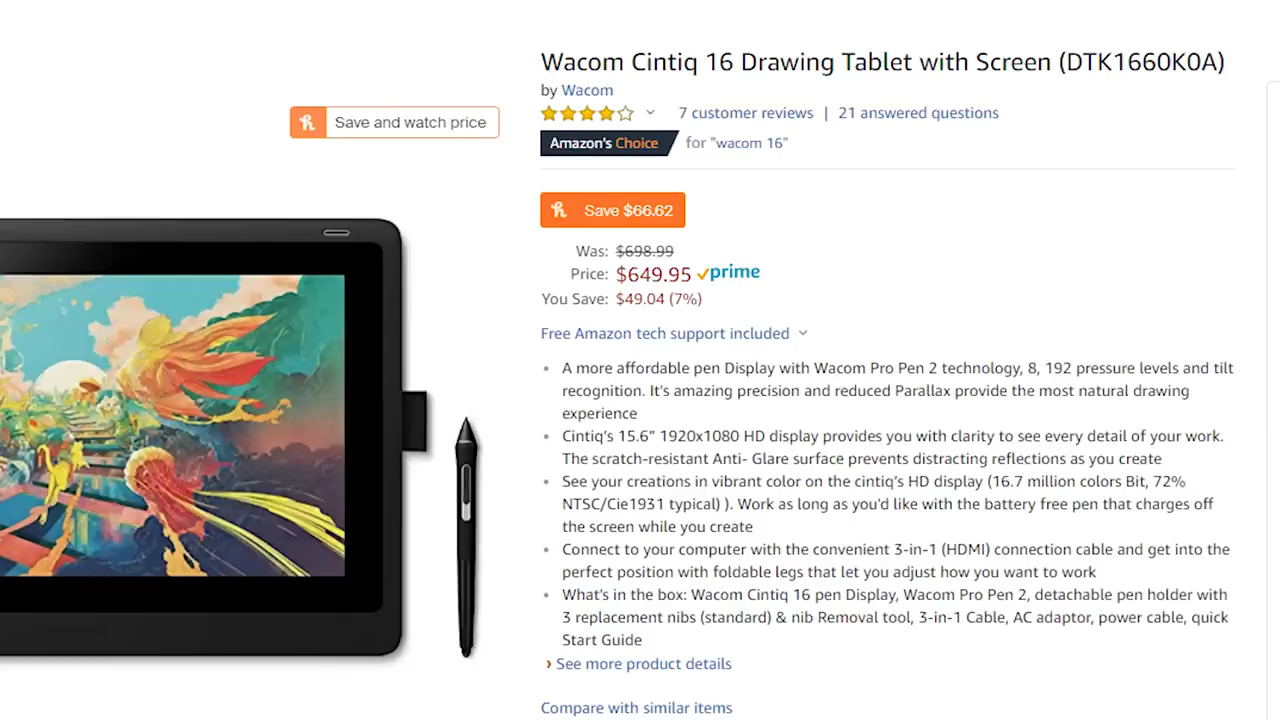 Wacom Cintiq 16 Drawing Tablet with Screen (DTK1660K0A)
by Wacom
7 customer reviews | 21 answered questions
Save and watch price
Amazon's Choice for "wacom 16"
Save $66.62
Was: $698.99
Price: $649.95 prime
You Save: $49.04 (7%)
Free Amazon tech support included
A more affordable pen Display with Wacom Pro Pen 2 technology, 8, 192 pressure levels and tilt
recognition. It's amazing precision and reduced Parallax provide the most natural drawing
experience
Cintiq's 15.6" 1920x1080 HD display provides you with clarity to see every detail of your work.
The scratch-resistant Anti- Glare surface prevents distracting reflections as you create
See your creations in vibrant color on the cintiq's HD display (16.7 million colors Bit, 72%
NTSC/Cie1931 typical) ). Work as long as you'd like with the battery free pen that charges off
the screen while you create
Connect to your computer with the convenient 3-in-1 (HDMI) connection cable and get into the
perfect position with foldable legs that let you adjust how you want to work
What's in the box: Wacom Cintiq 16 pen Display, Wacom Pro Pen 2, detachable pen holder with
3 replacement nibs (standard) & nib Removal tool, 3-in-1 Cable, AC adaptor, power cable, quick
Start Guide
› See more product details
Compare with similar items